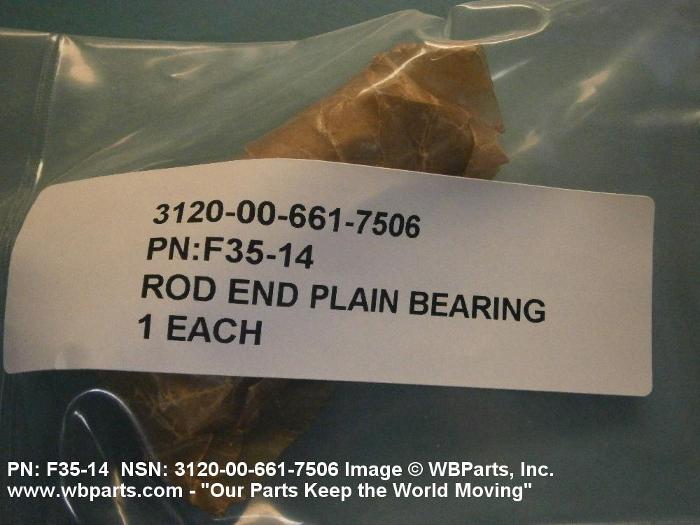 3120-00-661-7506
PN:F35-14
ROD END PLAIN BEARING
1 EACH
PN: F35-14 NSN: 3120-00-661-7506 Image © WBParts, Inc.
www.wbparts.com - "Our Parts Keep the World Moving"